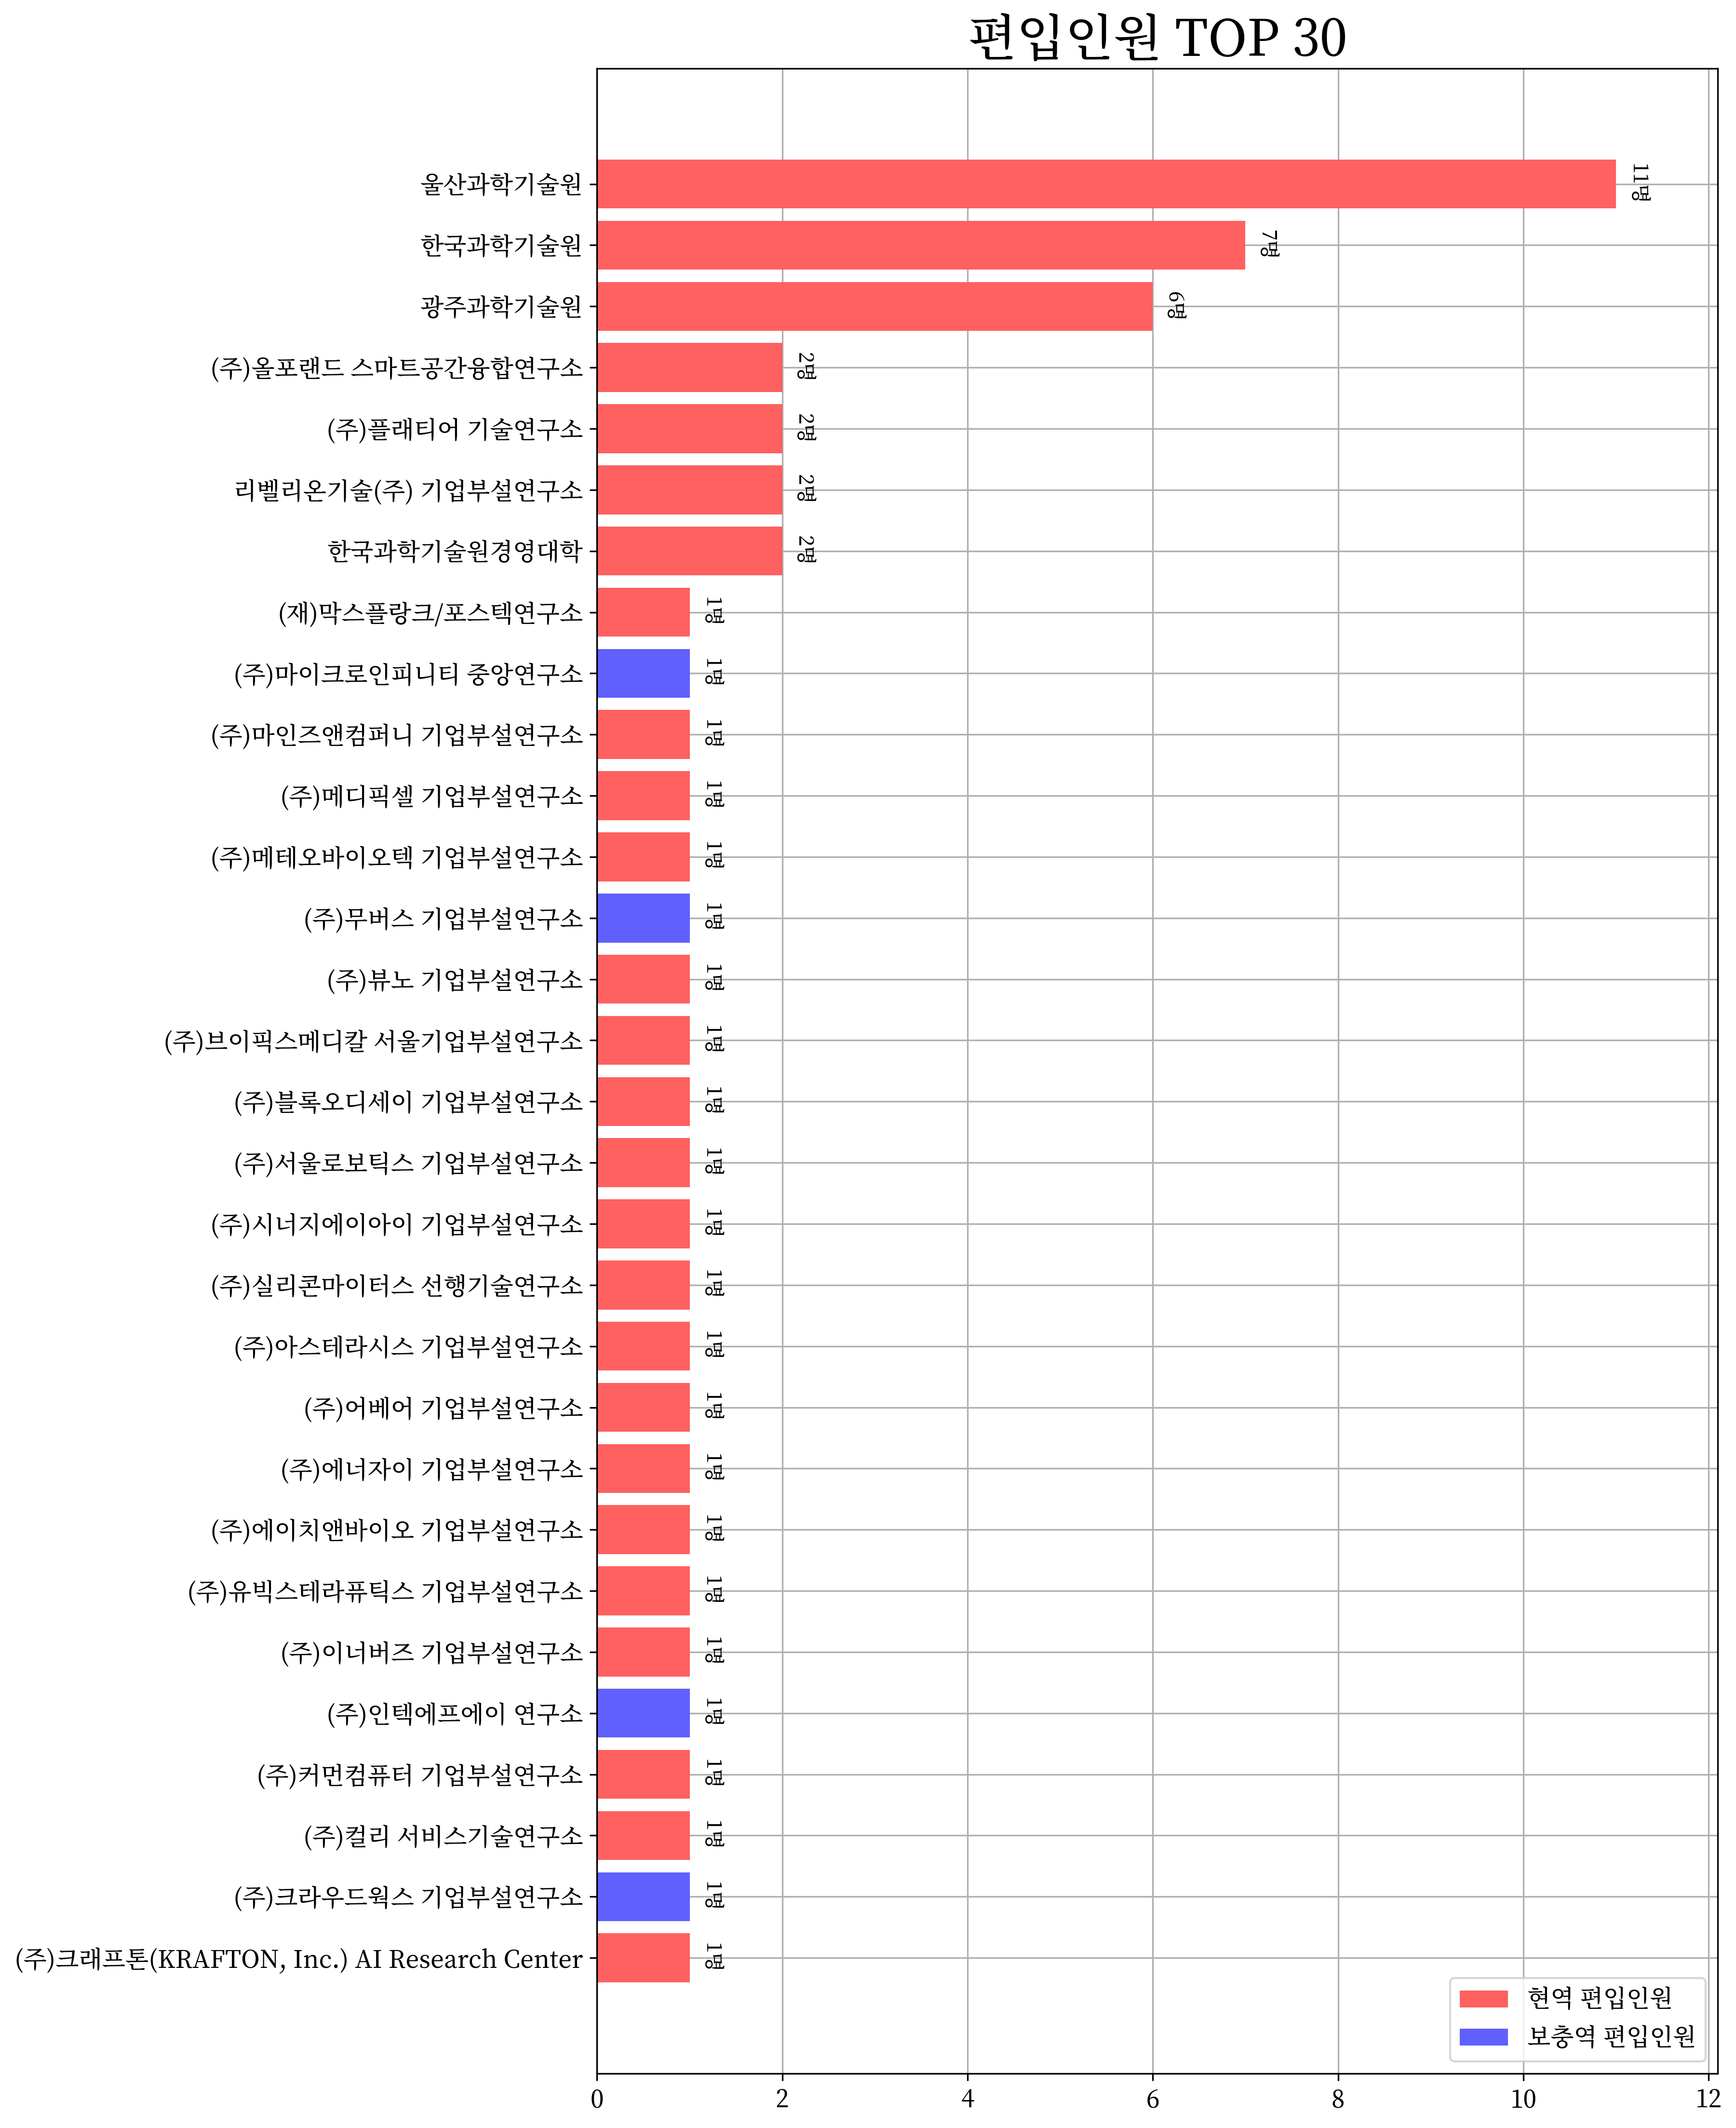 편입인원 TOP 30
울산과학기술원 11명
한국과학기술원 7명
광주과학기술원 6명
(주)올포랜드 스마트공간융합연구소 2명
(주)플래티어 기술연구소 2명
리벨리온기술(주) 기업부설연구소 2명
한국과학기술원경영대학 2명
(재)막스플랑크/포스텍연구소 1명
(주)마이크로인피니티 중앙연구소 1명
(주)마인즈앤컴퍼니 기업부설연구소 1명
(주)메디픽셀 기업부설연구소 1명
(주)메테오바이오텍 기업부설연구소 1명
(주)무버스 기업부설연구소 1명
(주)뷰노 기업부설연구소 1명
(주)브이픽스메디칼 서울기업부설연구소 1명
(주)블록오디세이 기업부설연구소 1명
(주)서울로보틱스 기업부설연구소 1명
(주)시너지에이아이 기업부설연구소 1명
(주)실리콘마이터스 선행기술연구소 1명
(주)아스테라시스 기업부설연구소 1명
(주)어베어 기업부설연구소 1명
(주)에너자이 기업부설연구소 1명
(주)에이치앤바이오 기업부설연구소 1명
(주)유빅스테라퓨틱스 기업부설연구소 1명
(주)이너버즈 기업부설연구소 1명
(주)인텍에프에이 연구소 1명
(주)커먼컴퓨터 기업부설연구소 1명
(주)컬리 서비스기술연구소 1명
(주)크라우드웍스 기업부설연구소 1명
(주)크래프톤(KRAFTON, Inc.) AI Research Center 1명
현역 편입인원
보충역 편입인원
0 2 4 6 8 10 12